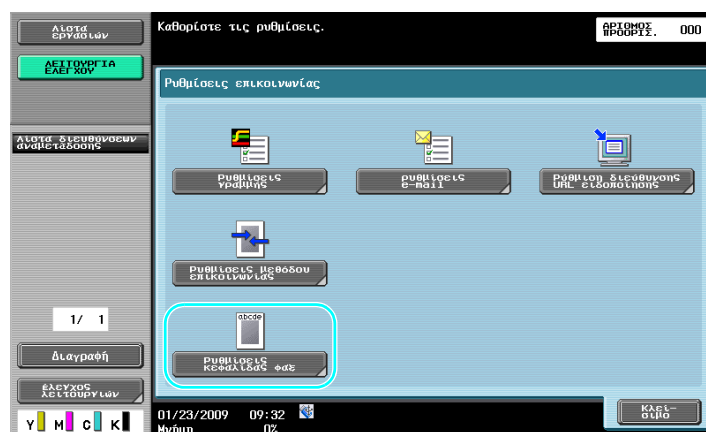 Λίστα
εργασιών
Καθορίστε τις ρυθμίσεις.
ΑΡΙΘΜΟΣ
ΠΡΟΟΡΙΣ.
000
ΛΕΙΤΟΥΡΓΙΑ
ΕΛΕΓΧΟΥ
Ρυθμίσεις επικοινωνίας
Λίστα διευθύνσεων
αναμετάδοσης
Ρυθμίσεις
γραμμής
ρυθμίσεις
e-mail
Ρύθμιση διεύθυνσης
URL ειδοποίησης
Ρυθμίσεις μεθόδου
επικοινωνίας
abcde
Ρυθμίσεις
κεφαλίδας φαξ
1/ 1
Διαγραφή
έλεγχος
λειτουργιών
Y M C K
01/23/2009 09:32
Μνήμη 0%
Κλεί-
σιμο